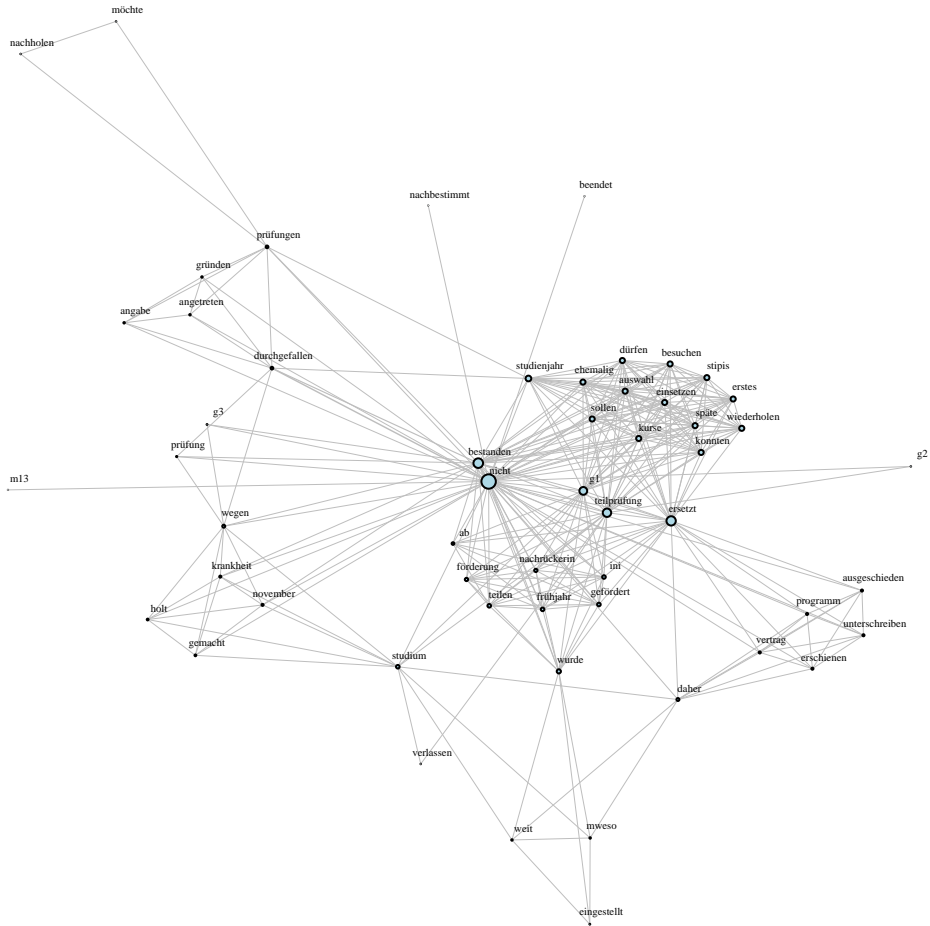 möchte
nachholen
beendet
nachbestimmt
prüfungen
gründen
angetreten
angabe
dürfen
besuchen
durchgefallen
studienjahr
ehemalig
stipis
auswahl
erstes
einsetzen
g3
sollen
späte
wiederholen
kurse
prüfung
bestanden
konnten
g2
nicht
m13
g1
teilprüfung
ersetzt
wegen
ab
nachrückerin
krankheit
förderung
ini
ausgeschieden
november
teilen
frühjahr
gefördert
programm
holt
unterschreiben
gemacht
vertrag
studium
wurde
erschienen
daher
verlassen
weit
mweso
eingestellt